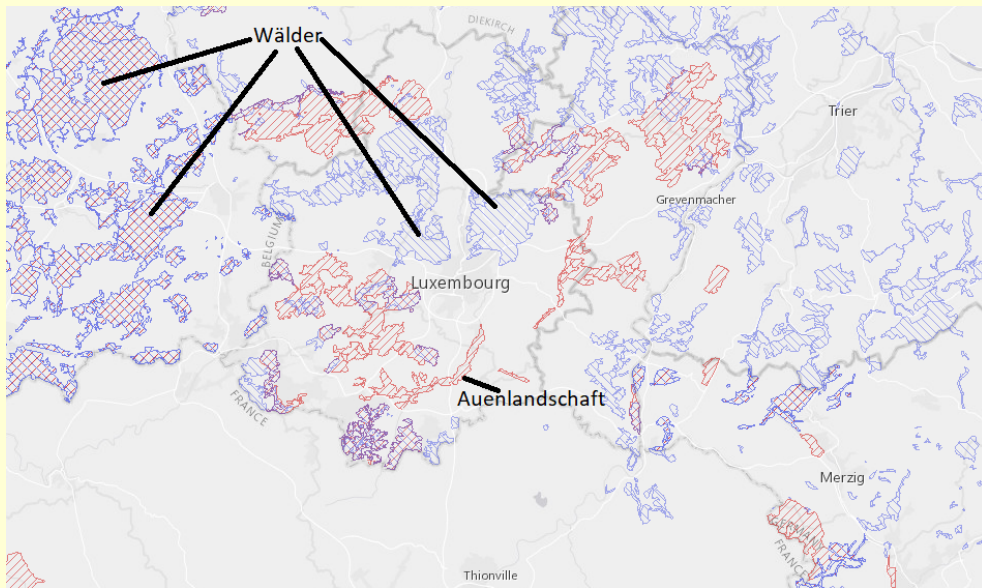 DIEKIRCH
Wälder
Trier
Grevenmacher
BELGIUM
Luxembourg
Auenlandschaft
FRANCE
Merzig
GERMANY
FRANCE
Thionville